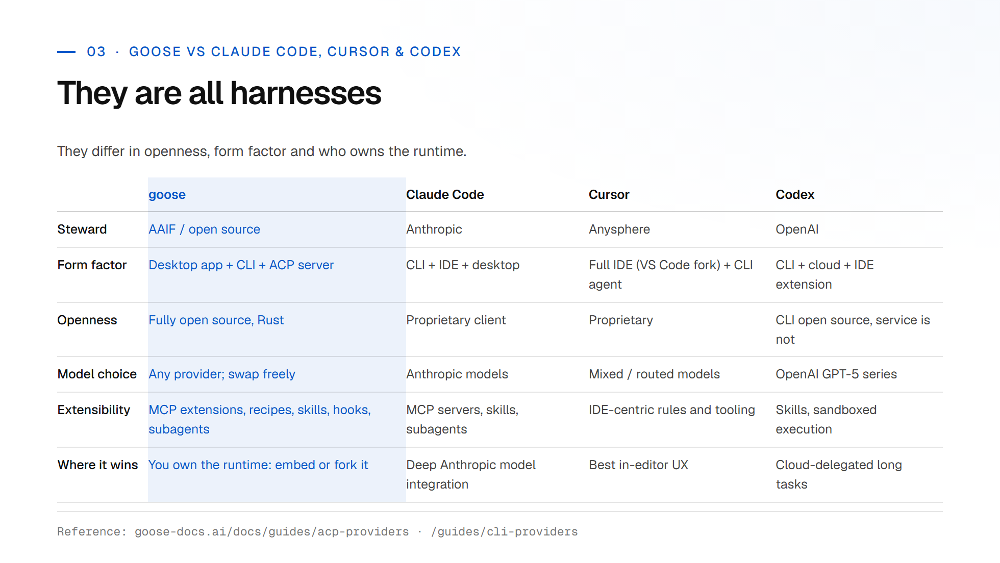 03 · GOOSE VS CLAUDE CODE, CURSOR & CODEX
They are all harnesses
They differ in openness, form factor and who owns the runtime.
goose Claude Code Cursor Codex
Steward AAIF / open source Anthropic Anysphere OpenAI
Form factor Desktop app + CLI + ACP server CLI + IDE + desktop Full IDE (VS Code fork) + CLI CLI + cloud + IDE
agent extension
Openness Fully open source, Rust Proprietary client Proprietary CLI open source, service is
not
Model choice Any provider; swap freely Anthropic models Mixed / routed models OpenAI GPT-5 series
Extensibility MCP extensions, recipes, skills, hooks, MCP servers, skills, IDE-centric rules and tooling Skills, sandboxed
subagents subagents execution
Where it wins You own the runtime: embed or fork it Deep Anthropic model Best in-editor UX Cloud-delegated long
integration tasks
Reference: goose-docs.ai/docs/guides/acp-providers · /guides/cli-providers